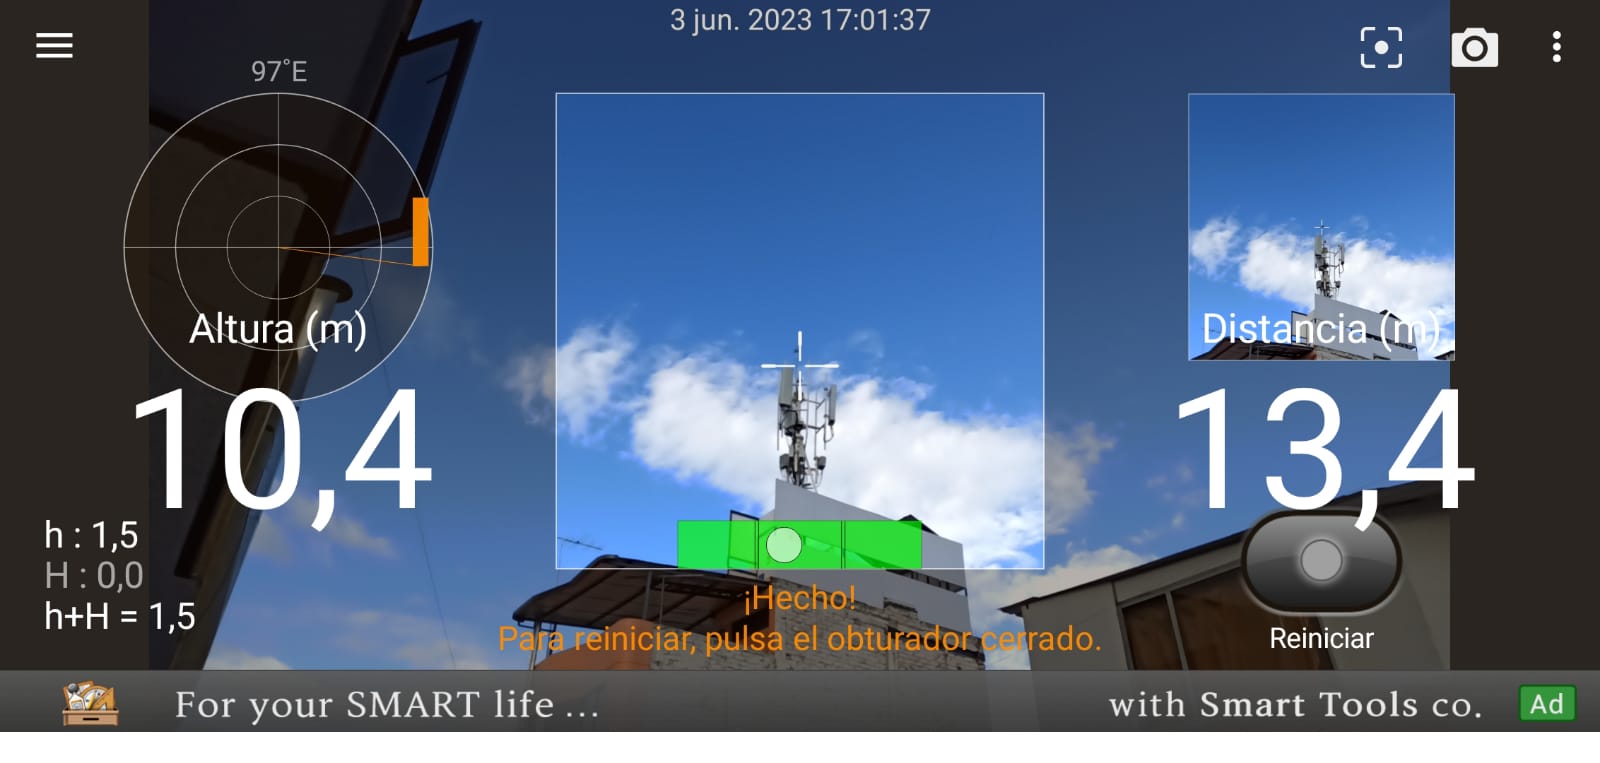 3 jun. 2023 17:01:37
97°E
Altura (m)
10,4
Distancia (m)
13,4
h : 1,5
H : 0,0
h+H = 1,5
¡Hecho!
Para reiniciar, pulsa el obturador cerrado.
Reiniciar
For your SMART life ...
with Smart Tools co.
Ad